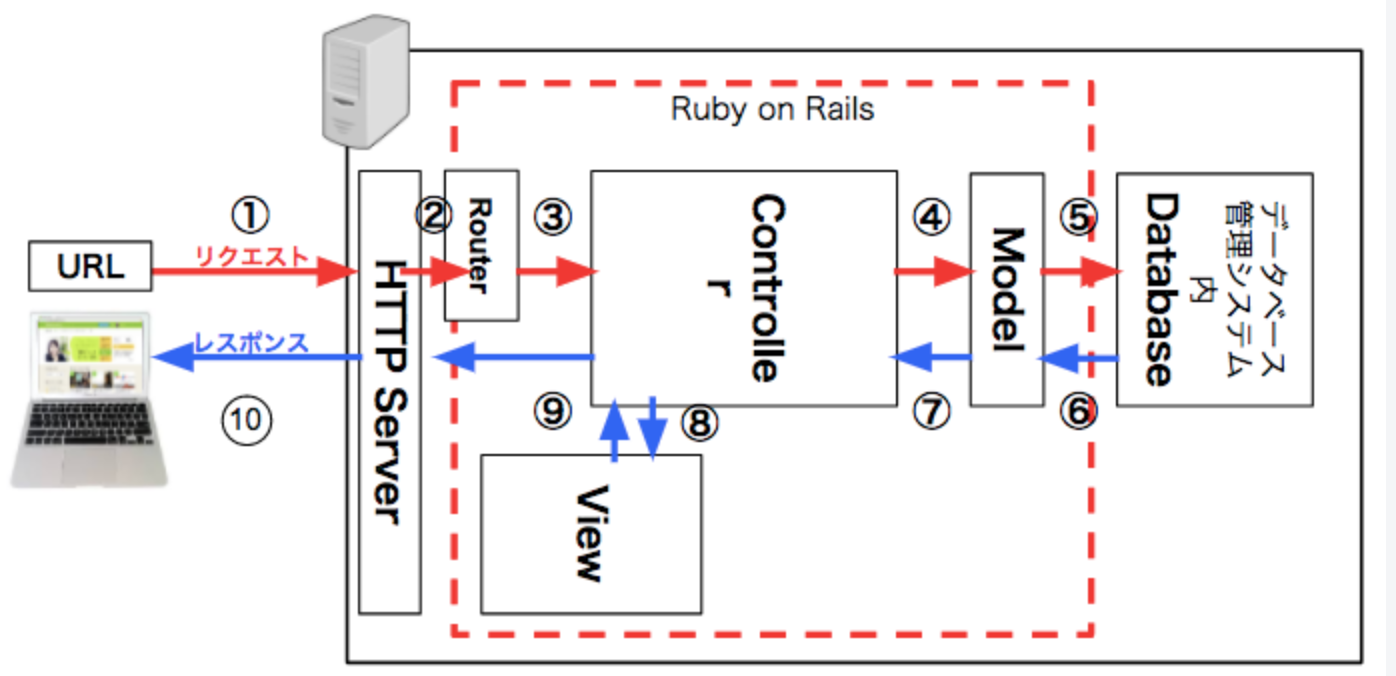 Ruby on Rails
①
②
③
④
⑤
リクエスト
URL
レスポンス
HTTP Server
Router
Controlle
r
Model
Database
データベース
管理システム
内
⑩
⑨
⑧
⑦
⑥
View